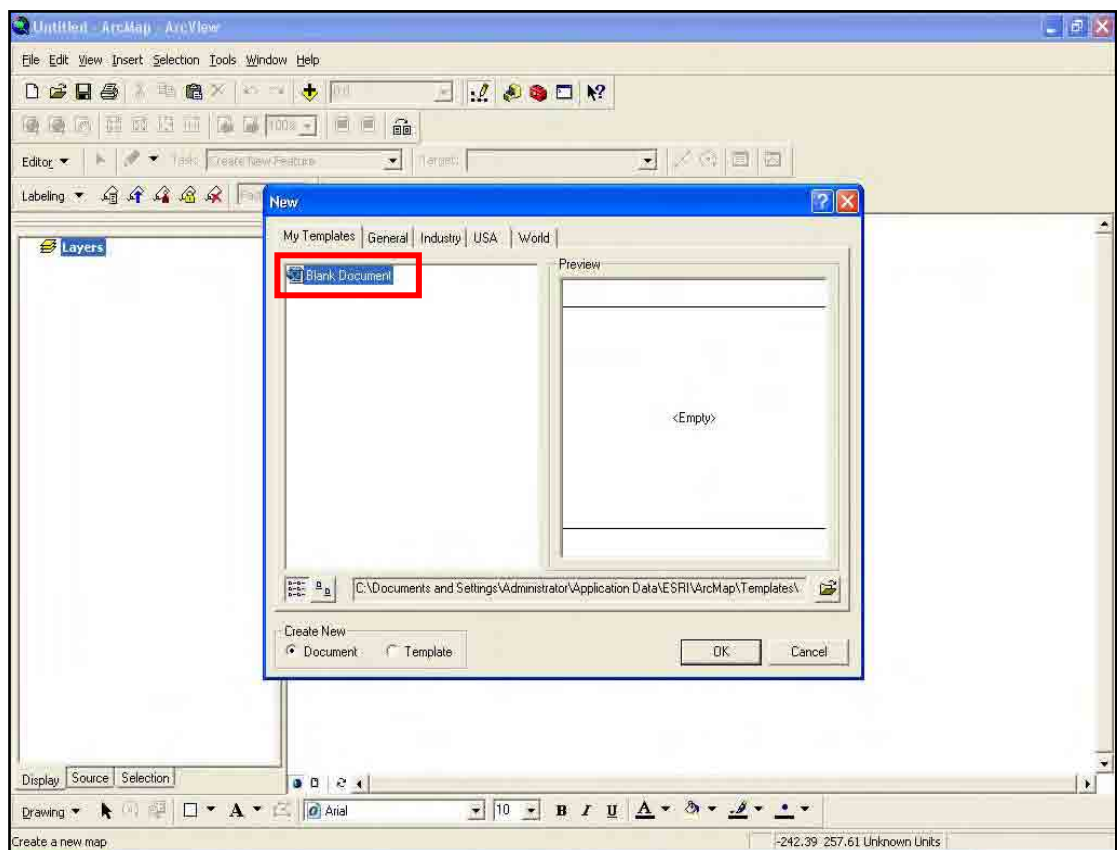 Untitled - ArcMap - ArcView
File Edit View Insert Selection Tools Window Help
100%
Editor Task: Create New Feature Target:
Labeling
New
My Templates General Industry USA World
Layers
Blank Document
Preview
<Empty>
C:\Documents and Settings\Administrator\Application Data\ESRI\ArcMap\Templates\
Create New
Document Template OK Cancel
Display Source Selection
Drawing A Arial 10 B I U A
Create a new map -242.39 257.61 Unknown Units